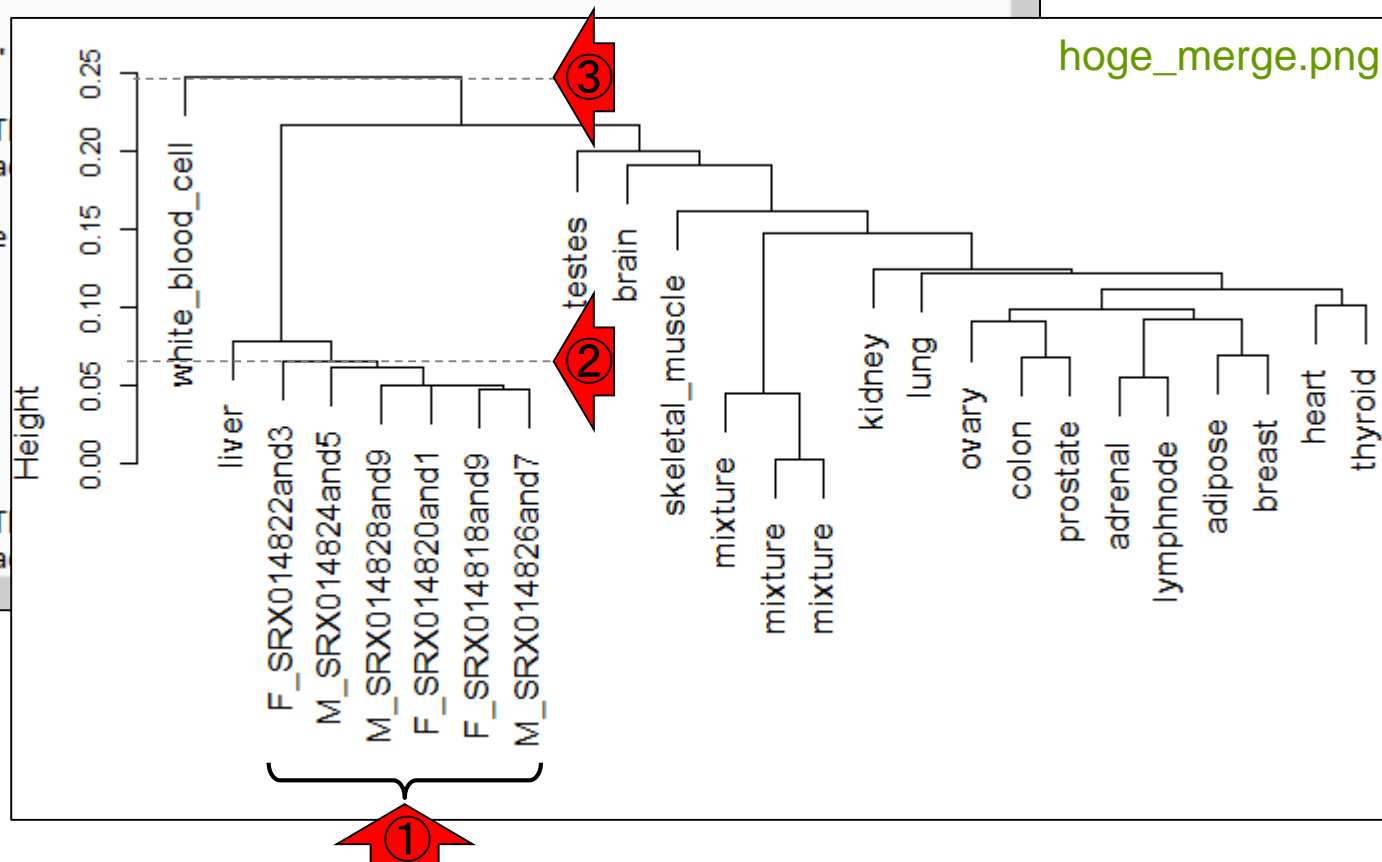 hoge_merge.png
③
②
①
Height
0.00
0.05
0.10
0.15
0.20
0.25
white_blood_cell
liver
F_SRX014822and3
M_SRX014824and5
M_SRX014828and9
F_SRX014820and1
F_SRX014818and9
M_SRX014826and7
testes
brain
skeletal_muscle
mixture
mixture
mixture
kidney
lung
ovary
colon
prostate
adrenal
lymphnode
adipose
breast
heart
thyroid